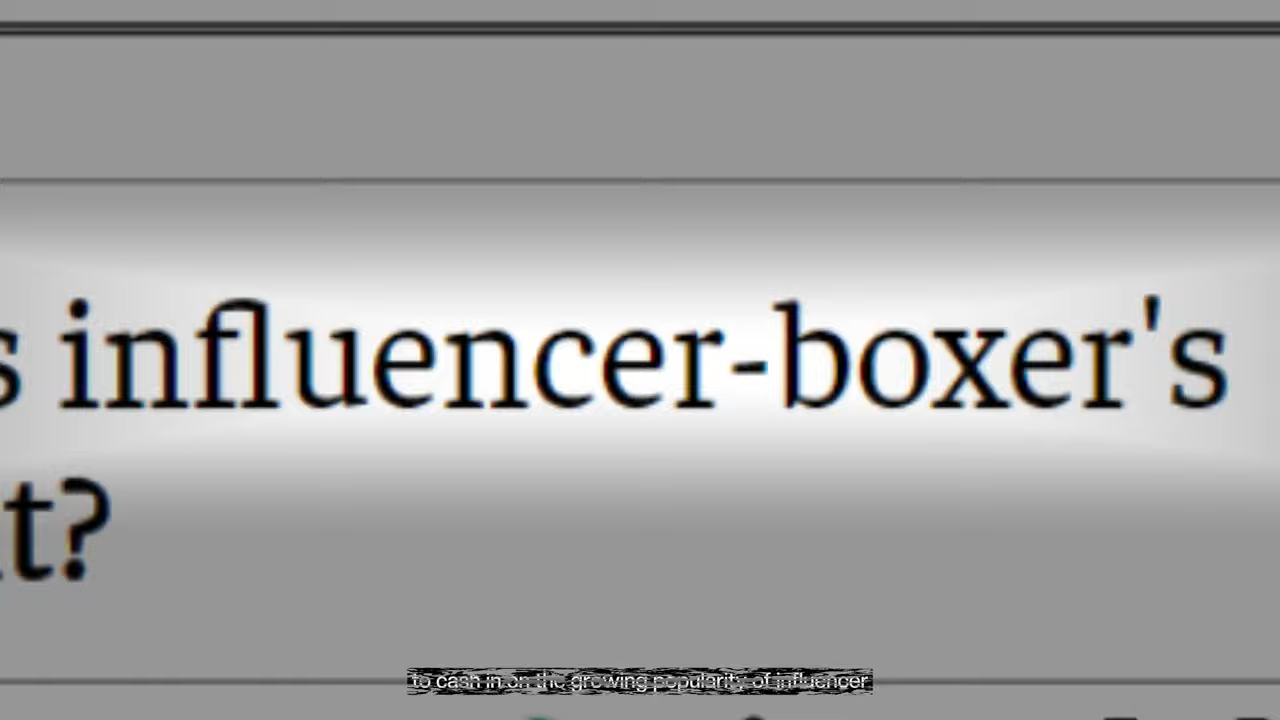 s influencer-boxer's
t?
to cash in on the growing popularity of influencer